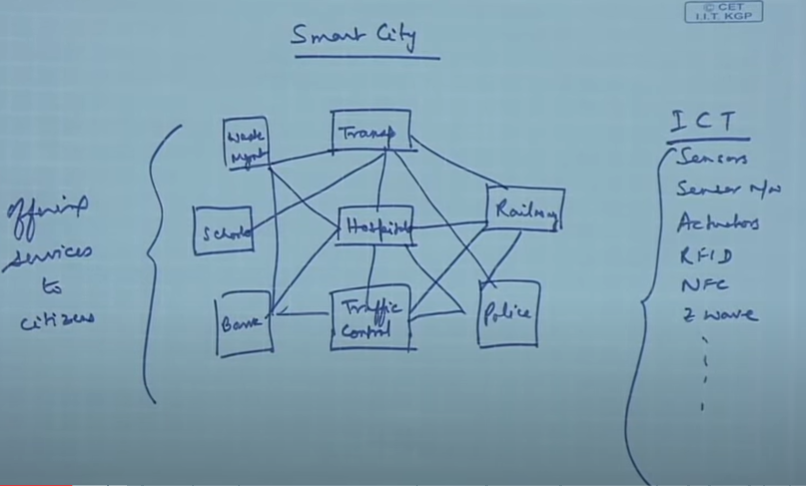 © CET
I.I.T. KGP
Smart City
Waste
Mgmt
Transp
ICT
Sensors
Sensor N/W
Actuators
RFID
NFC
Z wave
Railway
School
Hospital
offering
services
to
citizens
Bank
Traffic
Control
Police